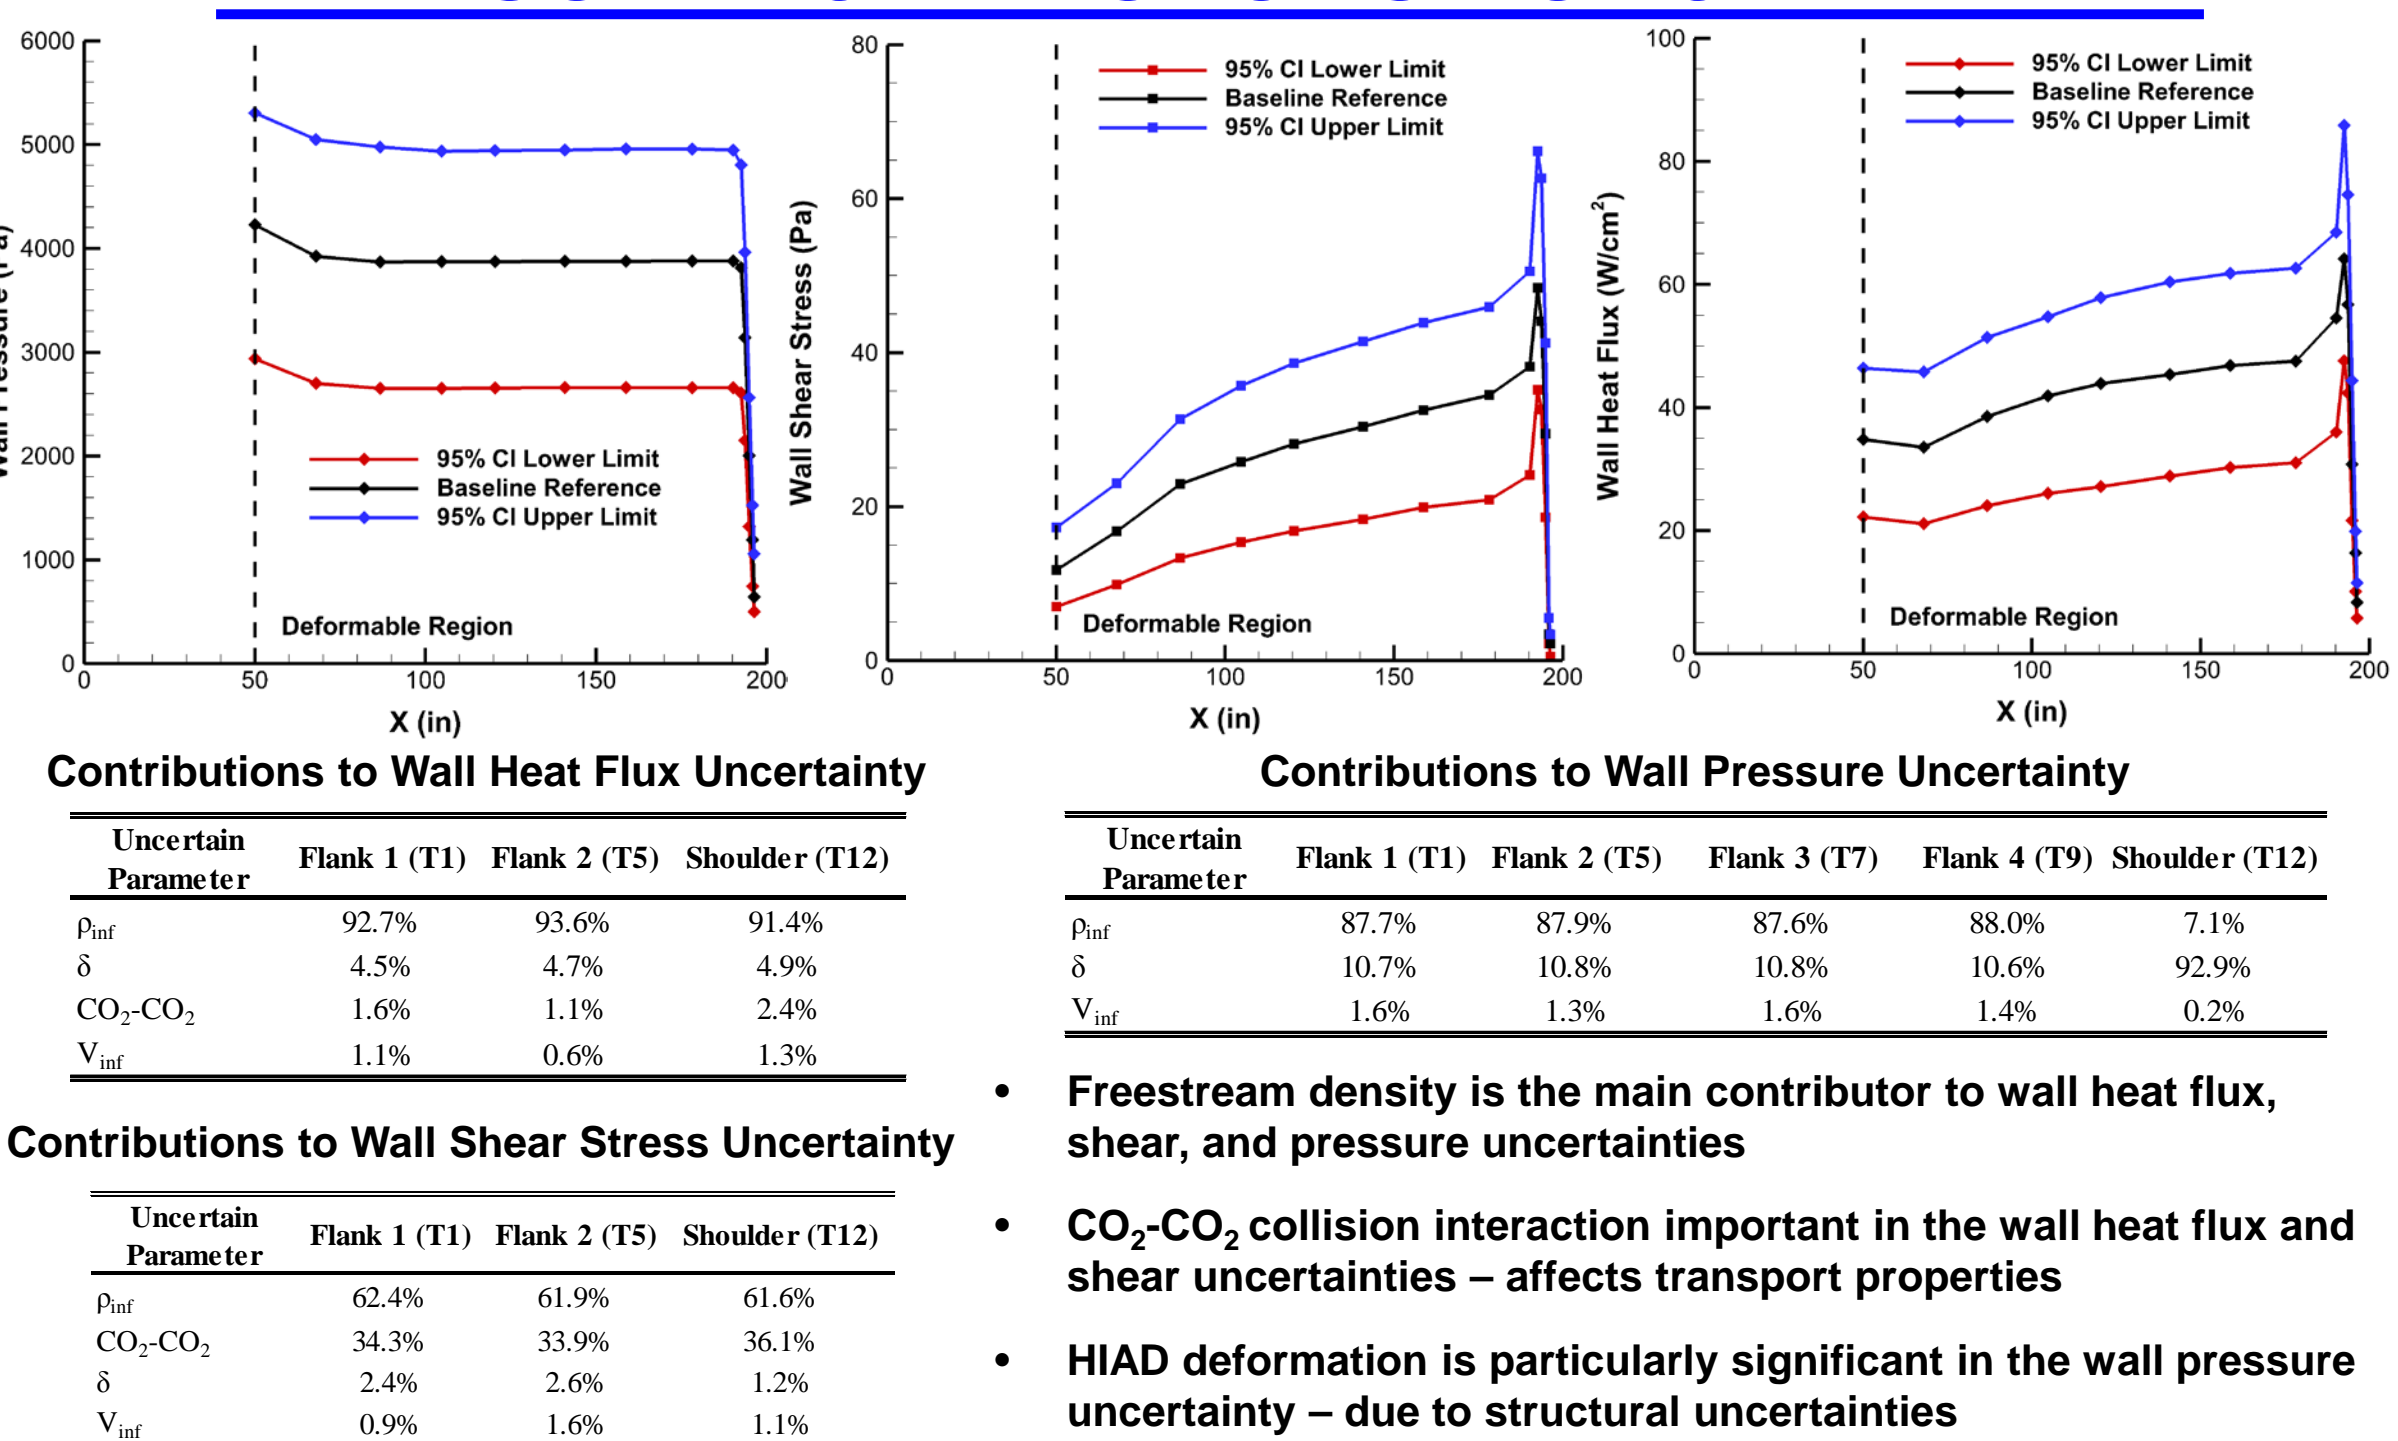 6000
5000
4000
3000
2000
1000
0
0 50 100 150 200
X (in)
95% CI Lower Limit
Baseline Reference
95% CI Upper Limit
Deformable Region
Wall Shear Stress (Pa)
80
60
40
20
0
0 50 100 150 200
X (in)
95% CI Lower Limit
Baseline Reference
95% CI Upper Limit
Deformable Region
Wall Heat Flux (W/cm²)
100
80
60
40
20
0
0 50 100 150 200
X (in)
95% CI Lower Limit
Baseline Reference
95% CI Upper Limit
Deformable Region
Contributions to Wall Heat Flux Uncertainty
Uncertain
Parameter
Flank 1 (T1) Flank 2 (T5) Shoulder (T12)
ρinf 92.7% 93.6% 91.4%
δ 4.5% 4.7% 4.9%
CO₂-CO₂ 1.6% 1.1% 2.4%
Vinf 1.1% 0.6% 1.3%
Contributions to Wall Shear Stress Uncertainty
Uncertain
Parameter
Flank 1 (T1) Flank 2 (T5) Shoulder (T12)
ρinf 62.4% 61.9% 61.6%
CO₂-CO₂ 34.3% 33.9% 36.1%
δ 2.4% 2.6% 1.2%
Vinf 0.9% 1.6% 1.1%
Contributions to Wall Pressure Uncertainty
Uncertain
Parameter
Flank 1 (T1) Flank 2 (T5) Flank 3 (T7) Flank 4 (T9) Shoulder (T12)
ρinf 87.7% 87.9% 87.6% 88.0% 7.1%
δ 10.7% 10.8% 10.8% 10.6% 92.9%
Vinf 1.6% 1.3% 1.6% 1.4% 0.2%
• Freestream density is the main contributor to wall heat flux,
shear, and pressure uncertainties
• CO₂-CO₂ collision interaction important in the wall heat flux and
shear uncertainties – affects transport properties
• HIAD deformation is particularly significant in the wall pressure
uncertainty – due to structural uncertainties